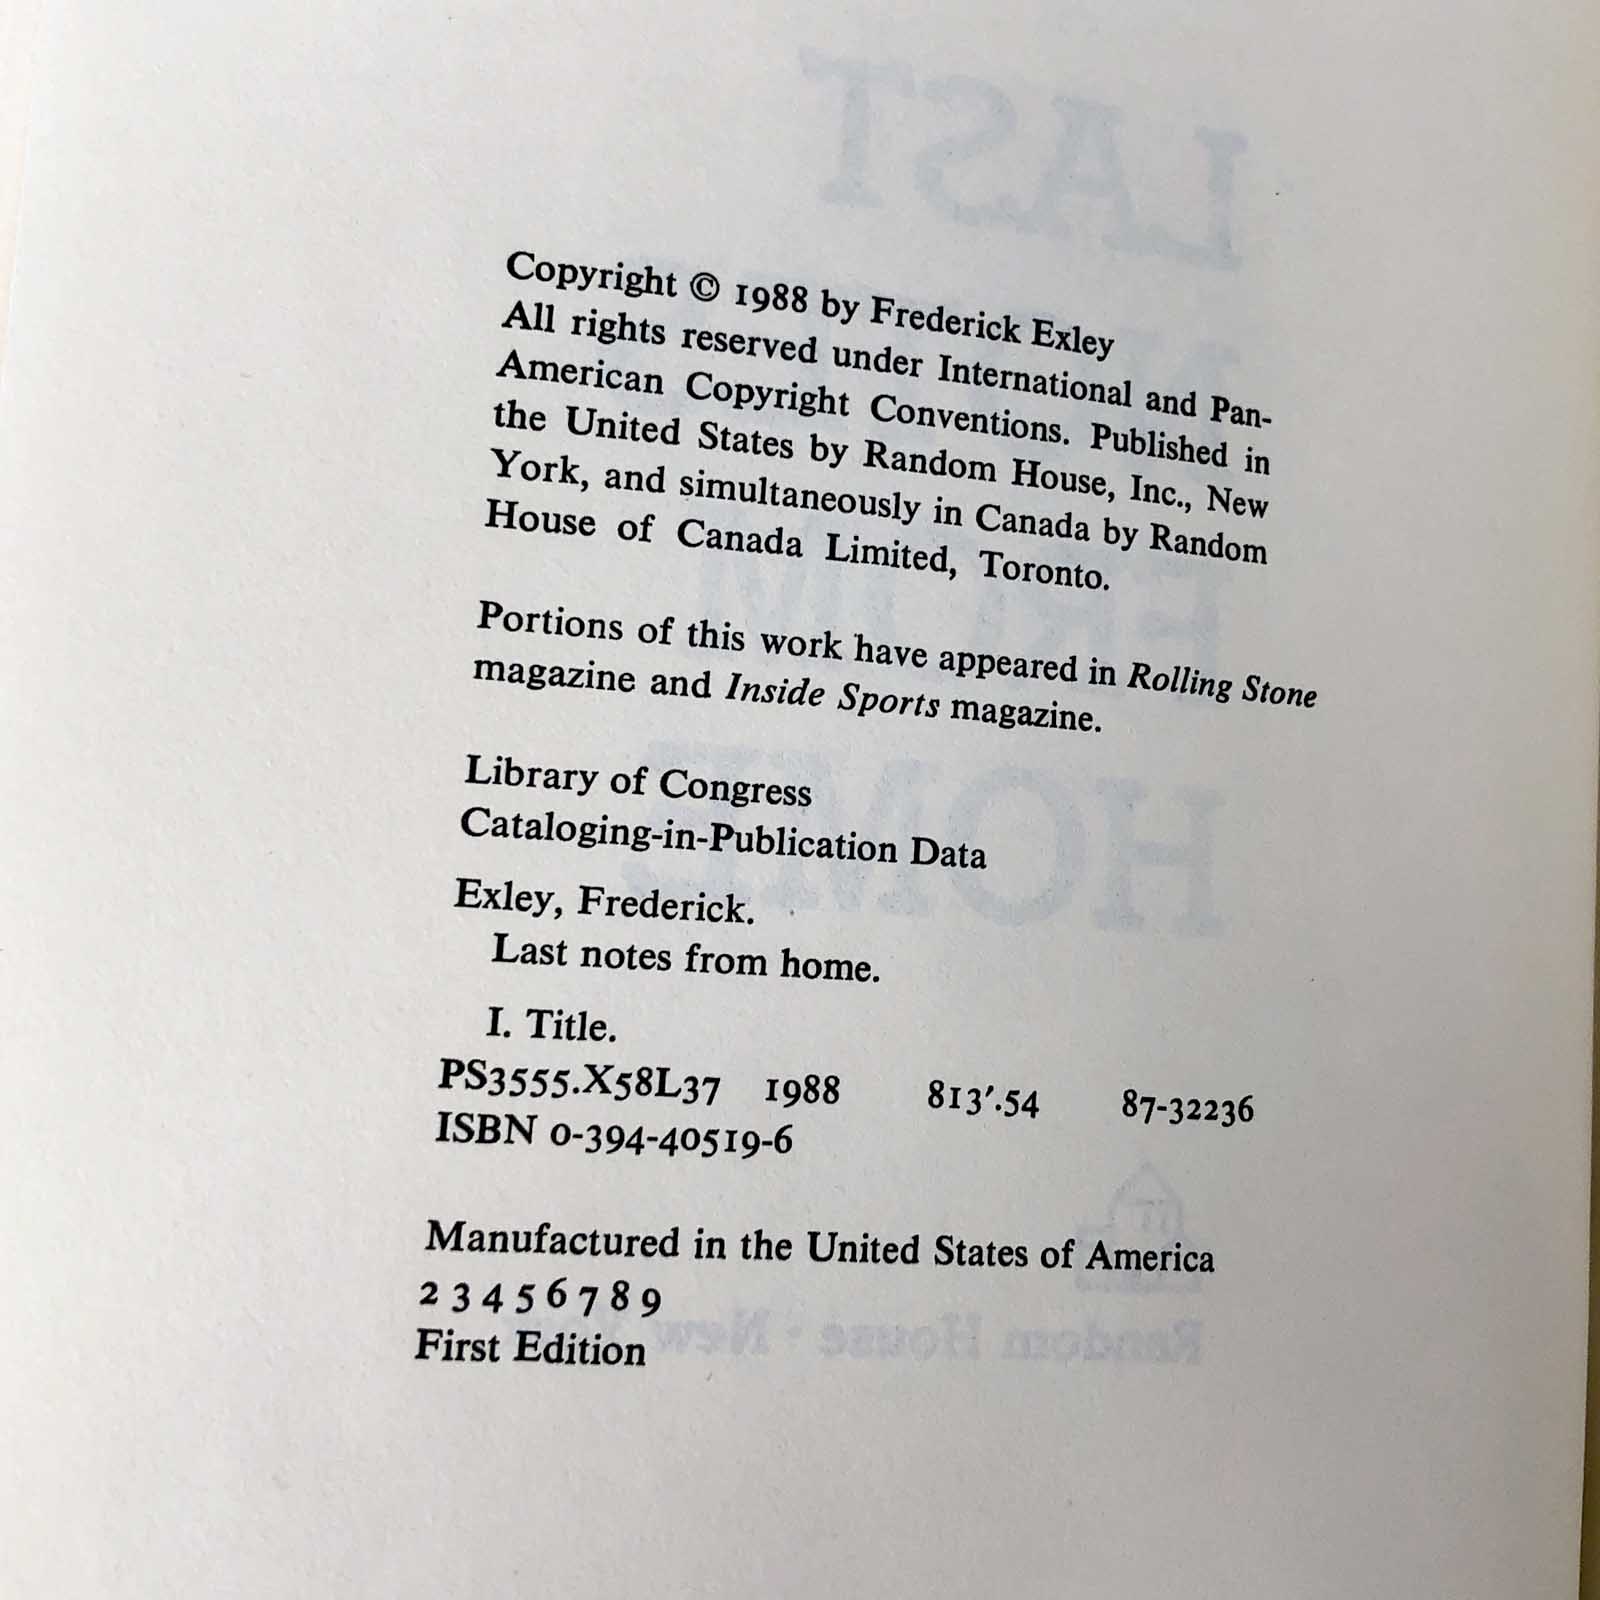 Copyright © 1988 by Frederick Exley
All rights reserved under International and Pan-
American Copyright Conventions. Published in
the United States by Random House, Inc., New
York, and simultaneously in Canada by Random
House of Canada Limited, Toronto.
Portions of this work have appeared in Rolling Stone
magazine and Inside Sports magazine.
Library of Congress
Cataloging-in-Publication Data
Exley, Frederick.
Last notes from home.
I. Title.
PS3555.X58L37 1988 813'.54 87-32236
ISBN 0-394-40519-6
Manufactured in the United States of America
2 3 4 5 6 7 8 9
First Edition